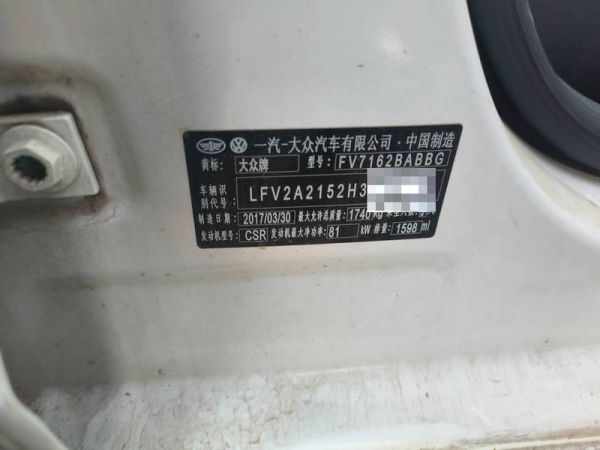 一汽-大众汽车有限公司·中国制造
商标: 大众牌 型号: FV7162BABBG
车辆识别代号: LFV2A2152H3
制造日期: 2017/03/30 最大允许总质量: 1740 kg
发动机型号: CSR 发动机最大净功率: 81 kW 排量: 1598 ml